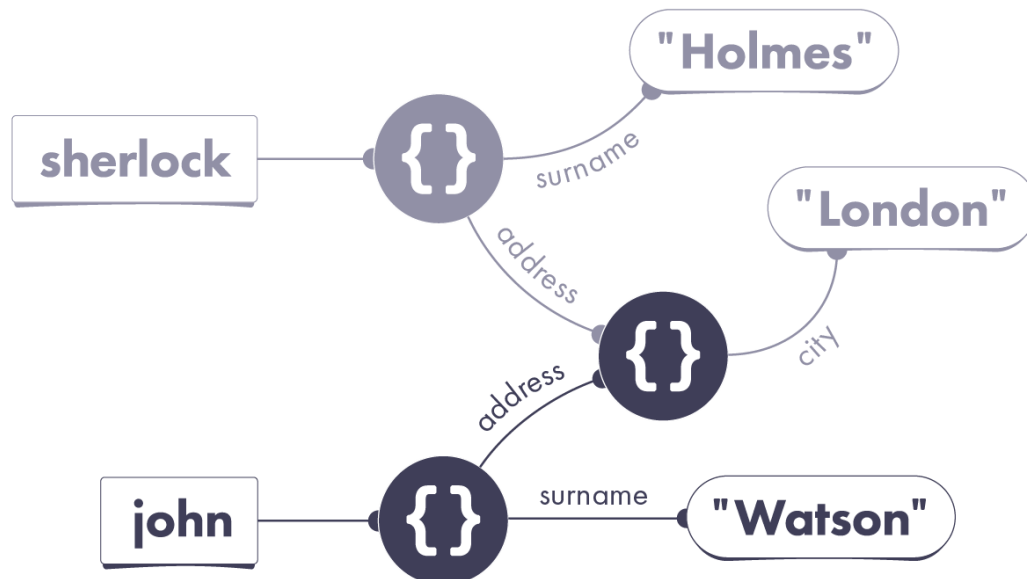 "Holmes"
sherlock
{}
surname
"London"
address
{}
city
address
john
{}
surname
"Watson"